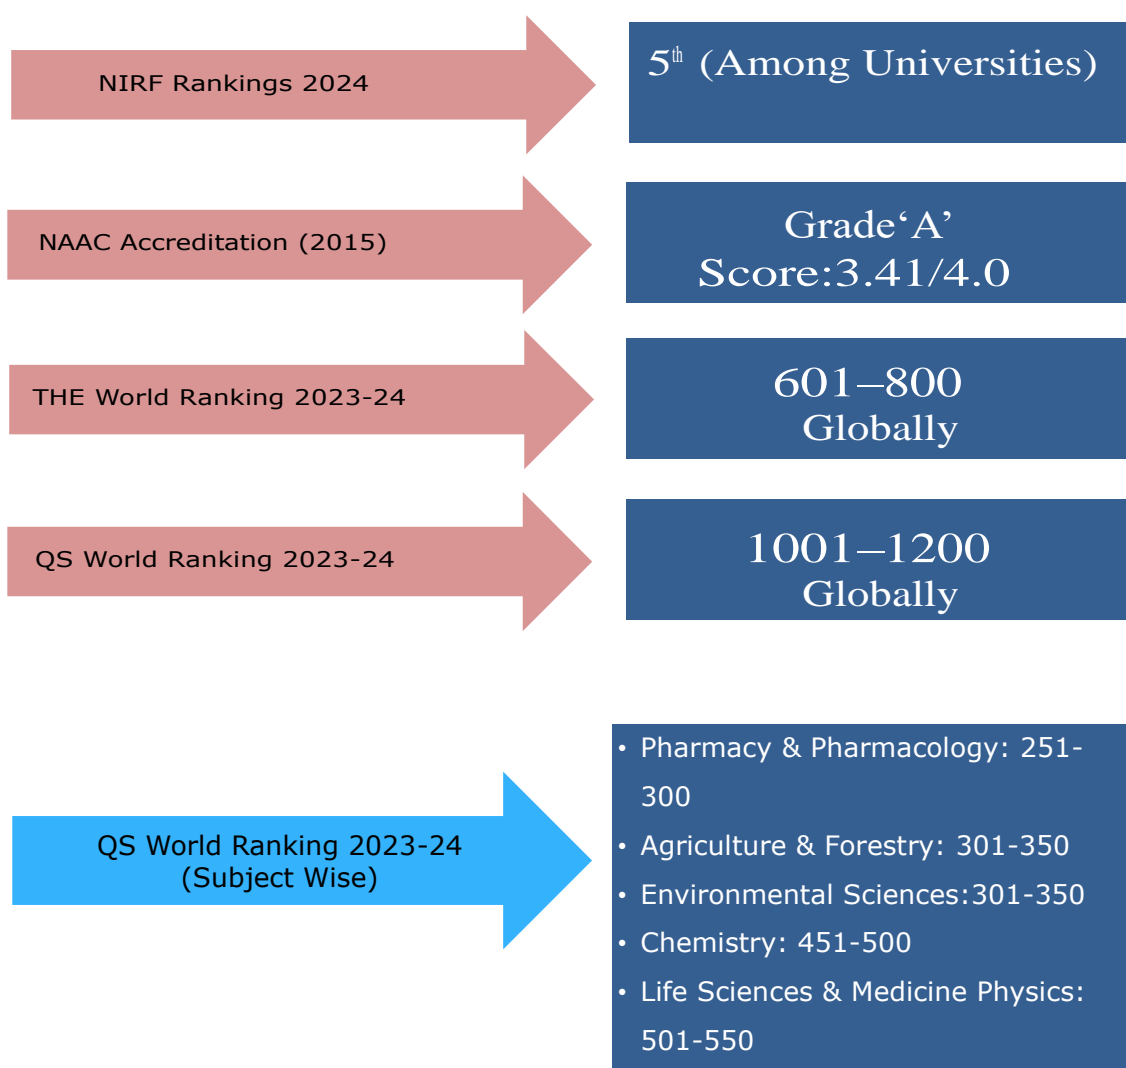 NIRF Rankings 2024
5th (Among Universities)
NAAC Accreditation (2015)
Grade‘A’
Score:3.41/4.0
THE World Ranking 2023-24
601–800
Globally
QS World Ranking 2023-24
1001–1200
Globally
QS World Ranking 2023-24
(Subject Wise)
• Pharmacy & Pharmacology: 251-
300
• Agriculture & Forestry: 301-350
• Environmental Sciences:301-350
• Chemistry: 451-500
• Life Sciences & Medicine Physics:
501-550